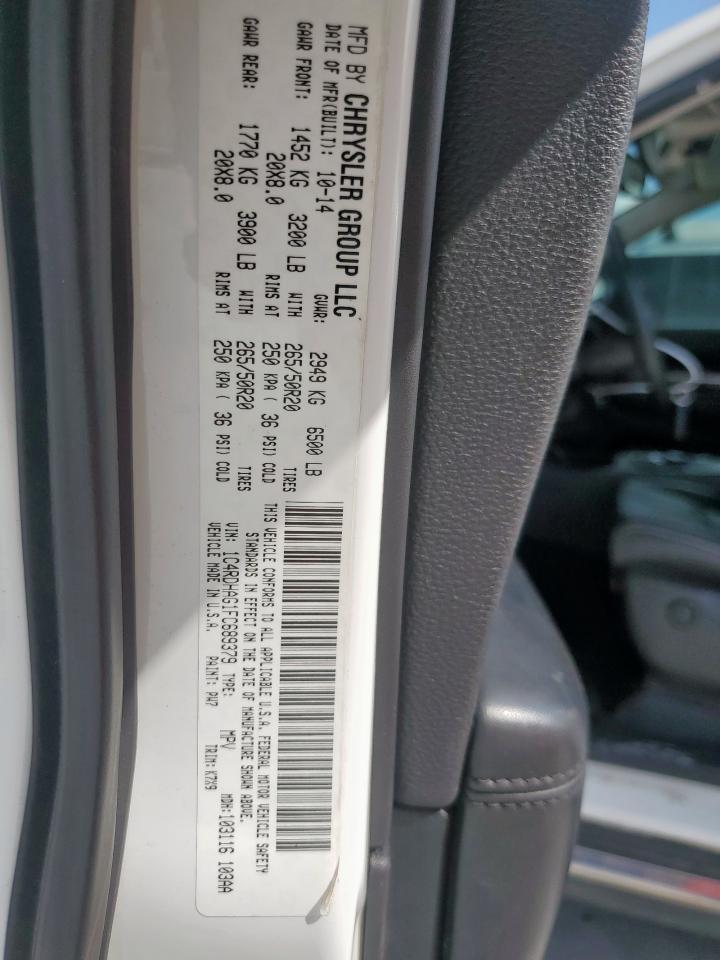 MFD BY CHRYSLER GROUP LLC
DATE OF MFR(BUILT): 10-14 GVWR: 2949 KG 6500 LB
GAWR FRONT: 1452 KG 3200 LB WITH 265/50R20 TIRES
20X8.0 RIMS AT 250 KPA ( 36 PSI) COLD
GAWR REAR: 1770 KG 3900 LB WITH 265/50R20 TIRES
20X8.0 RIMS AT 250 KPA ( 36 PSI) COLD
THIS VEHICLE CONFORMS TO ALL APPLICABLE U.S.A. FEDERAL MOTOR VEHICLE SAFETY
STANDARDS IN EFFECT ON THE DATE OF MANUFACTURE SHOWN ABOVE.
VIN: 1C4RDHAG1FC689379 TYPE: MPV MDH:103116 103AA
VEHICLE MADE IN U.S.A. PAINT: PW7 TRIM:K7X9